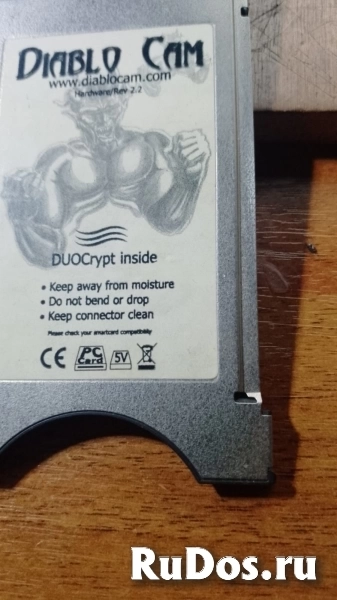 DIABLO CAM
www.diablocam.com
Hardware/Rev 2.2
DUOCrypt inside
• Keep away from moisture
• Do not bend or drop
• Keep connector clean
Please check your smartcard compatibility
CE PC Card 5V
RuDos.ru